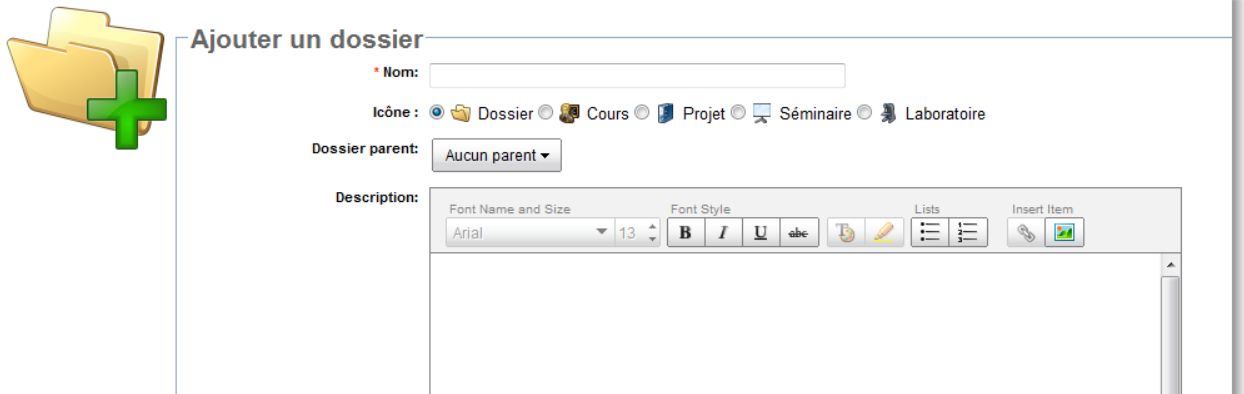 Ajouter un dossier
* Nom:
Icône : Dossier Cours Projet Séminaire Laboratoire
Dossier parent: Aucun parent
Description:
Font Name and Size Font Style Lists Insert Item
Arial 13 B I U abc